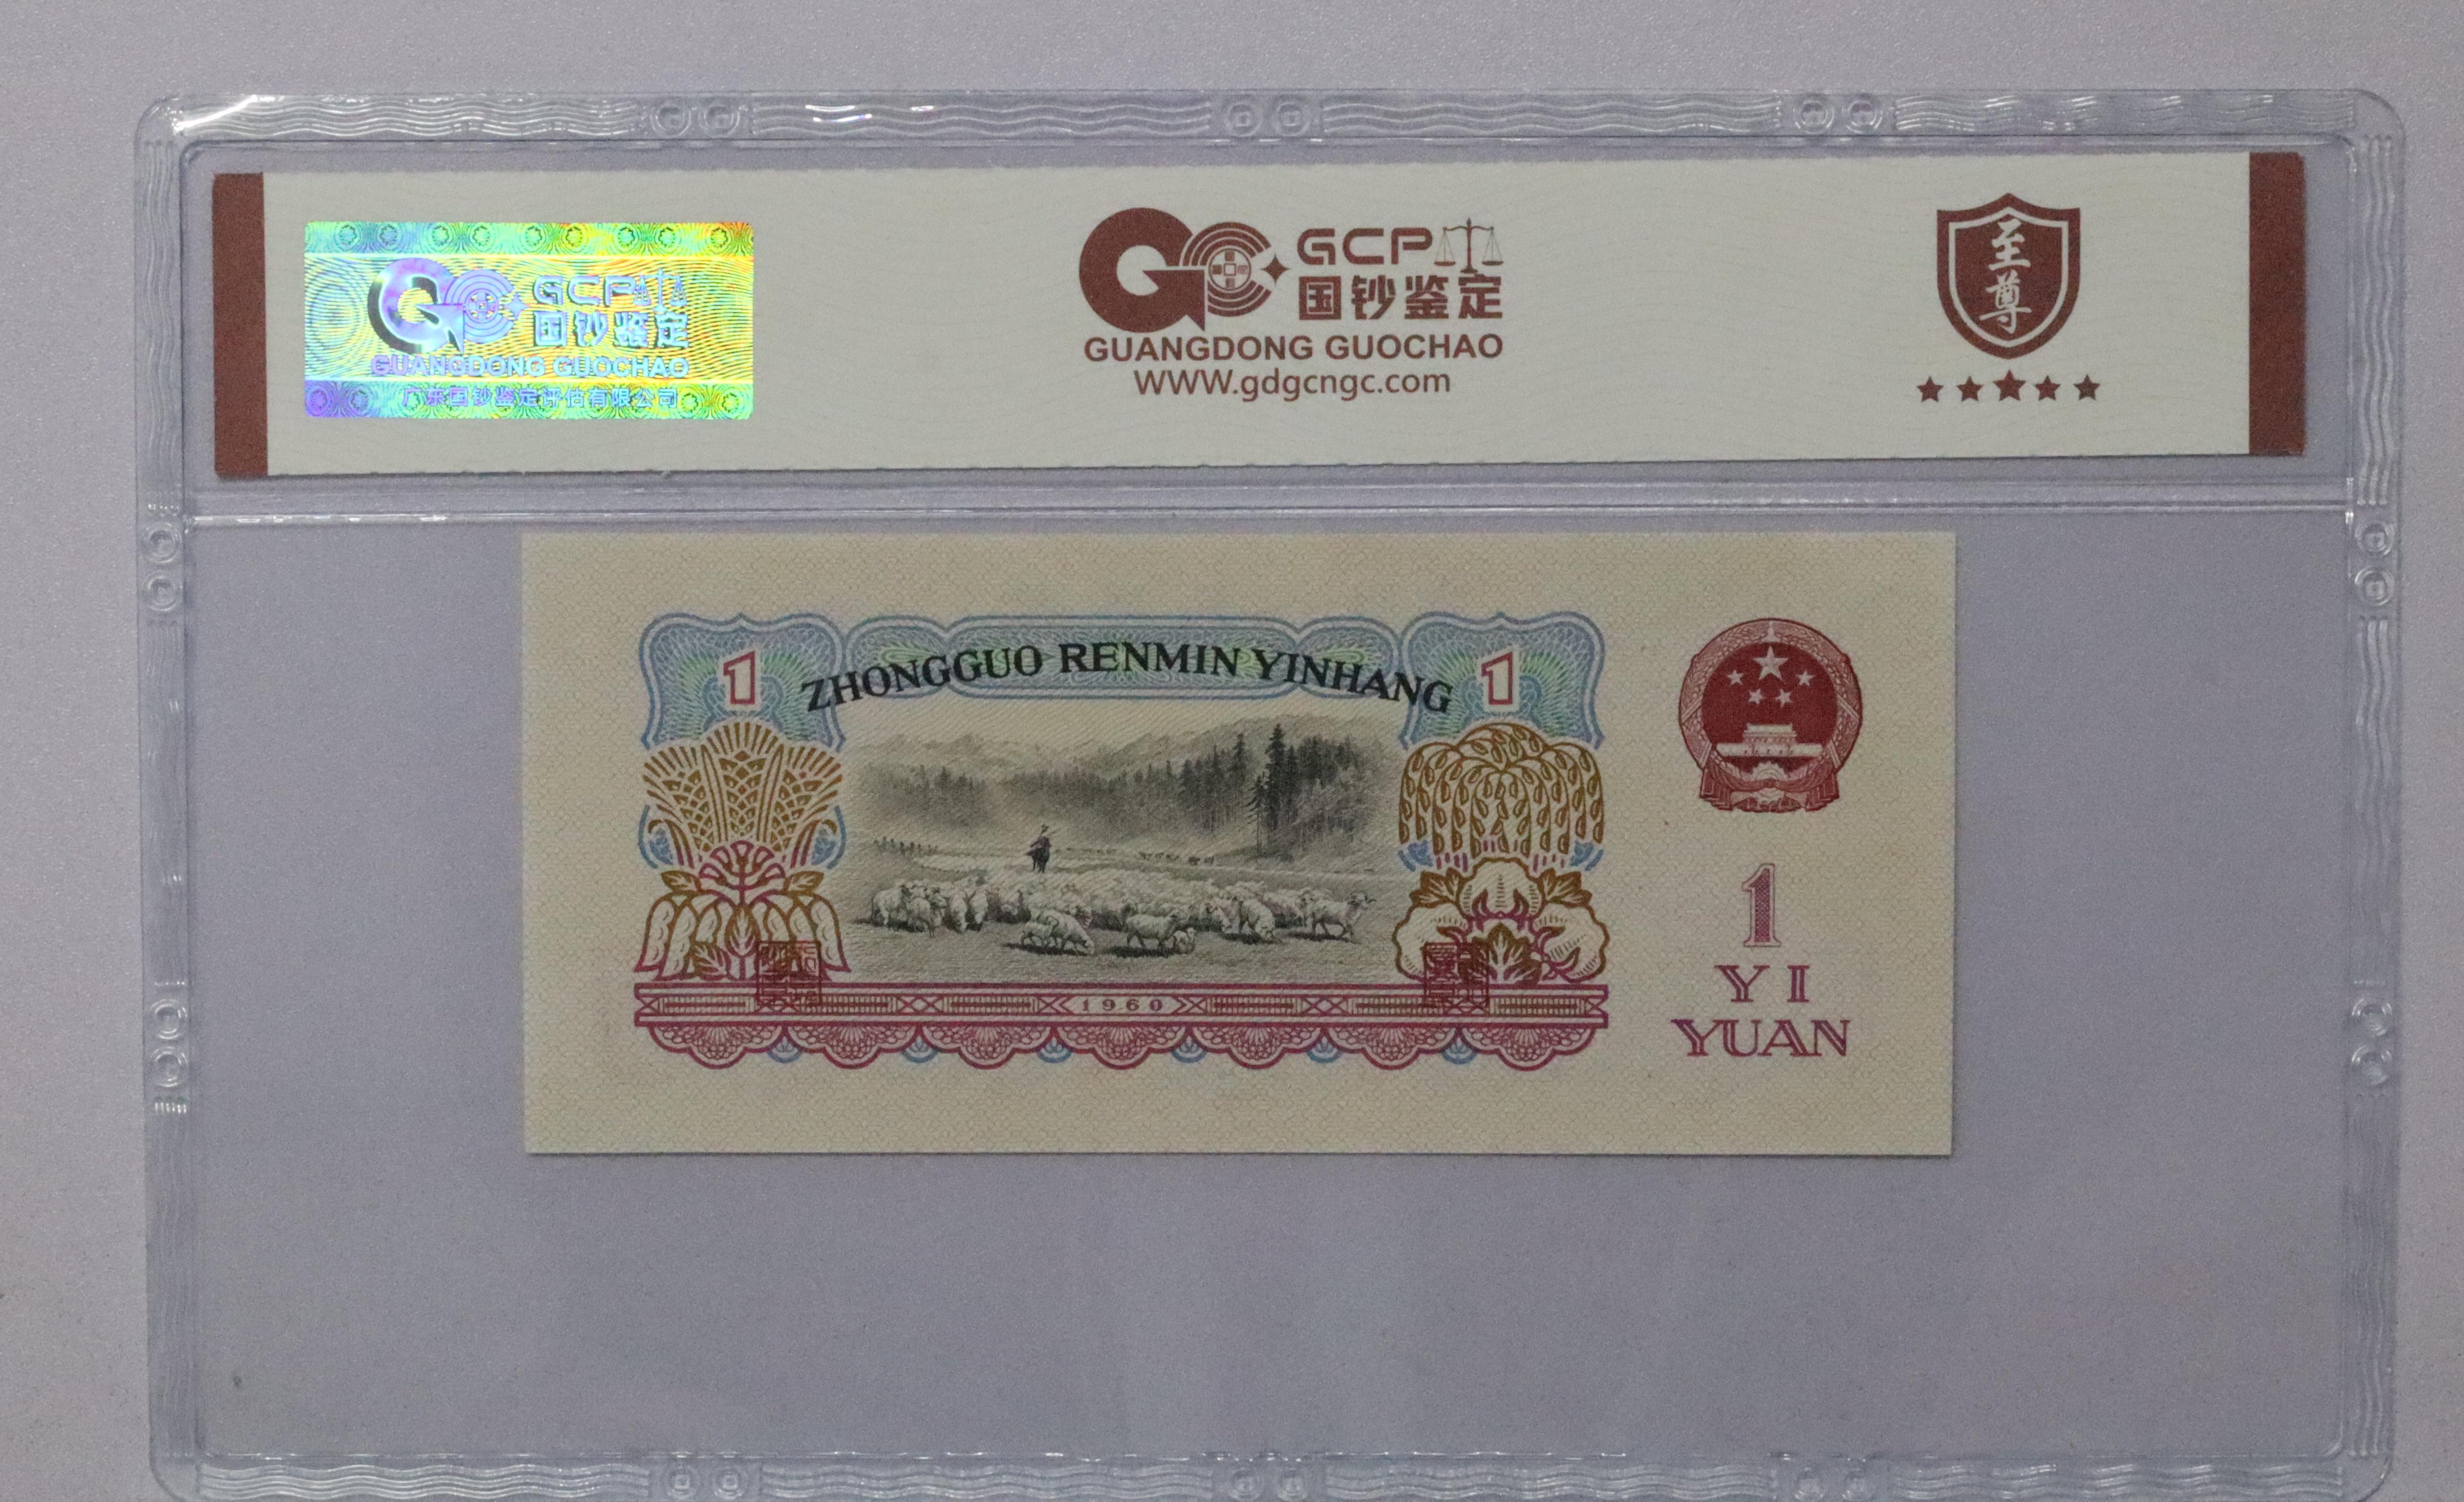 GCP
国钞鉴定
GUANGDONG GUOCHAO
广东国钞鉴定评估有限公司
GCP
国钞鉴定
GUANGDONG GUOCHAO
WWW.gdgcngc.com
至尊
1
ZHONGGUO RENMIN YINHANG
1
1960
1
YI
YUAN